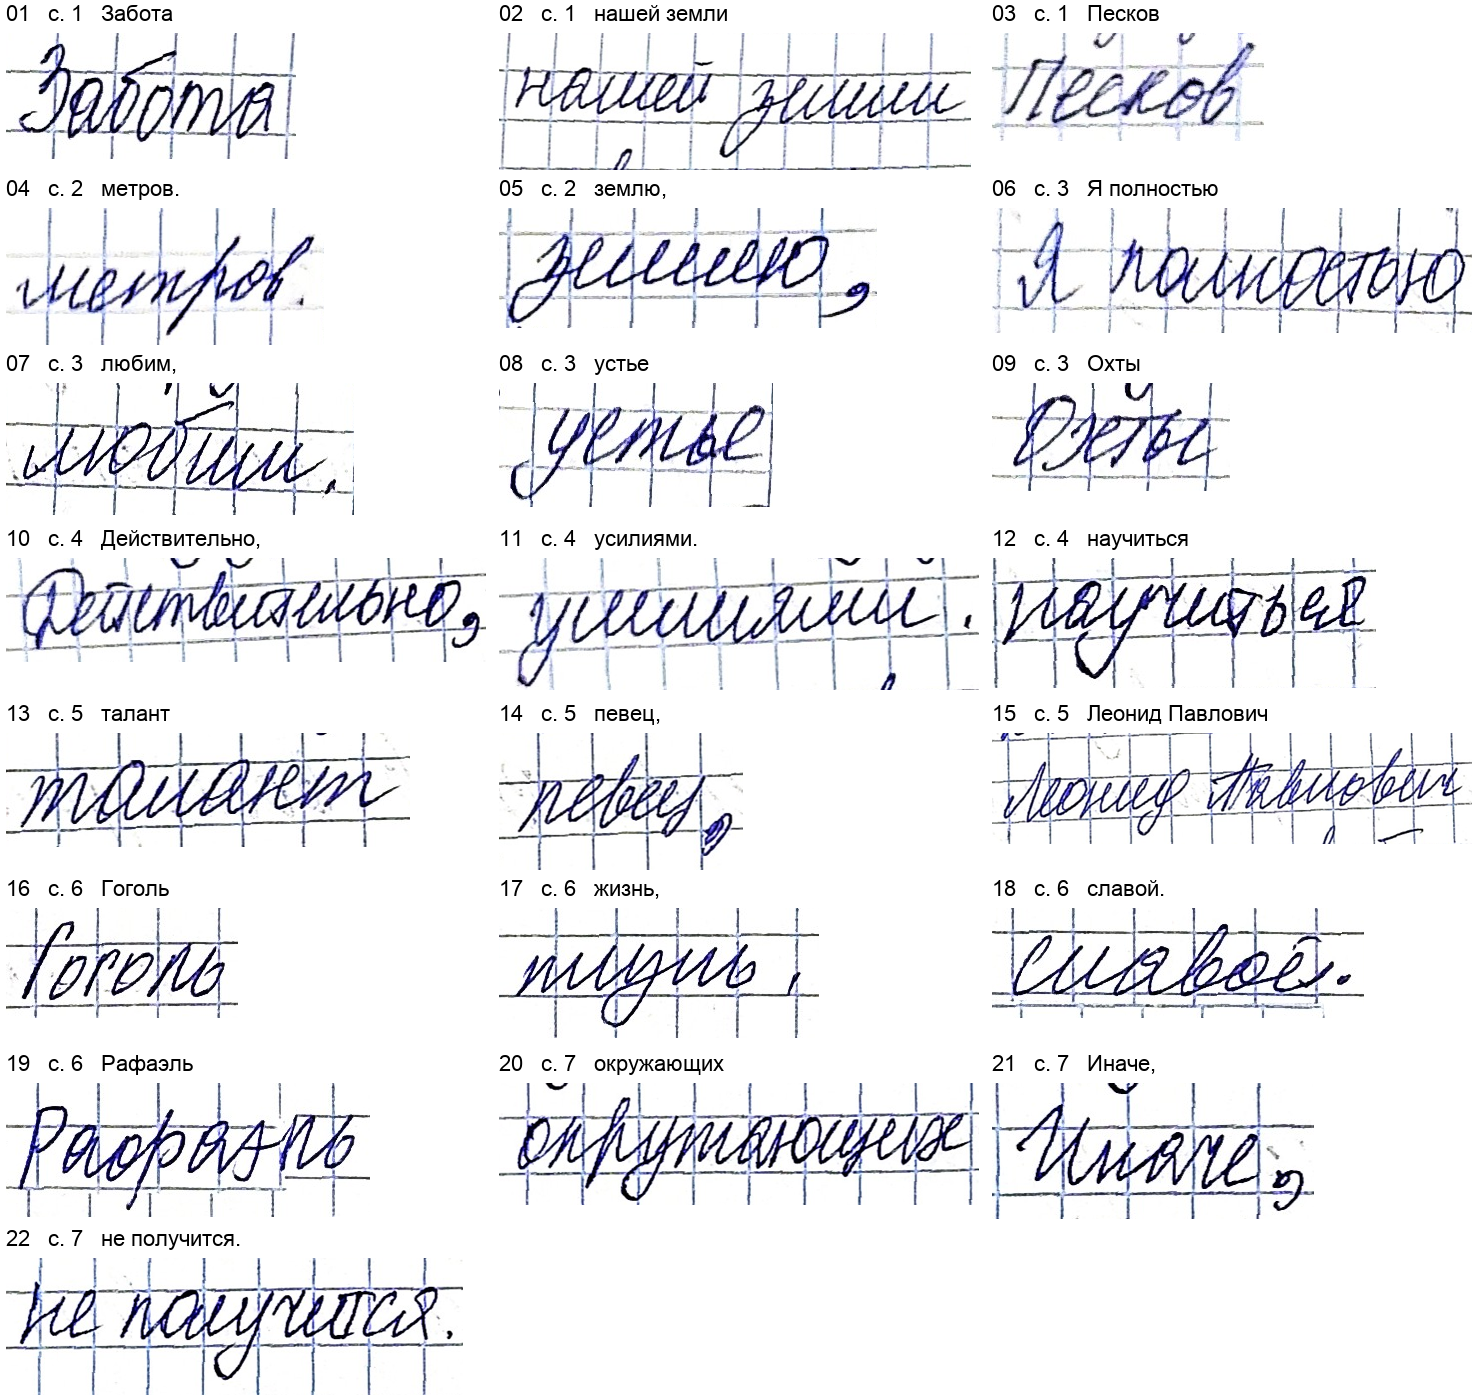 01 с. 1 Забота
02 с. 1 нашей земли
03 с. 1 Песков
Забота
нашей земли
Песков
04 с. 2 метров.
05 с. 2 землю,
06 с. 3 Я полностью
метров.
землю,
Я полностью
07 с. 3 любим,
08 с. 3 устье
09 с. 3 Охты
любим,
устье
Охты
10 с. 4 Действительно,
11 с. 4 усилиями.
12 с. 4 научиться
Действительно,
усилиями.
научиться
13 с. 5 талант
14 с. 5 певец,
15 с. 5 Леонид Павлович
талант
певец,
Леонид Павлович
16 с. 6 Гоголь
17 с. 6 жизнь,
18 с. 6 славой.
Гоголь
жизнь,
славой.
19 с. 6 Рафаэль
20 с. 7 окружающих
21 с. 7 Иначе,
Рафаэль
окружающих
Иначе,
22 с. 7 не получится.
не получится.